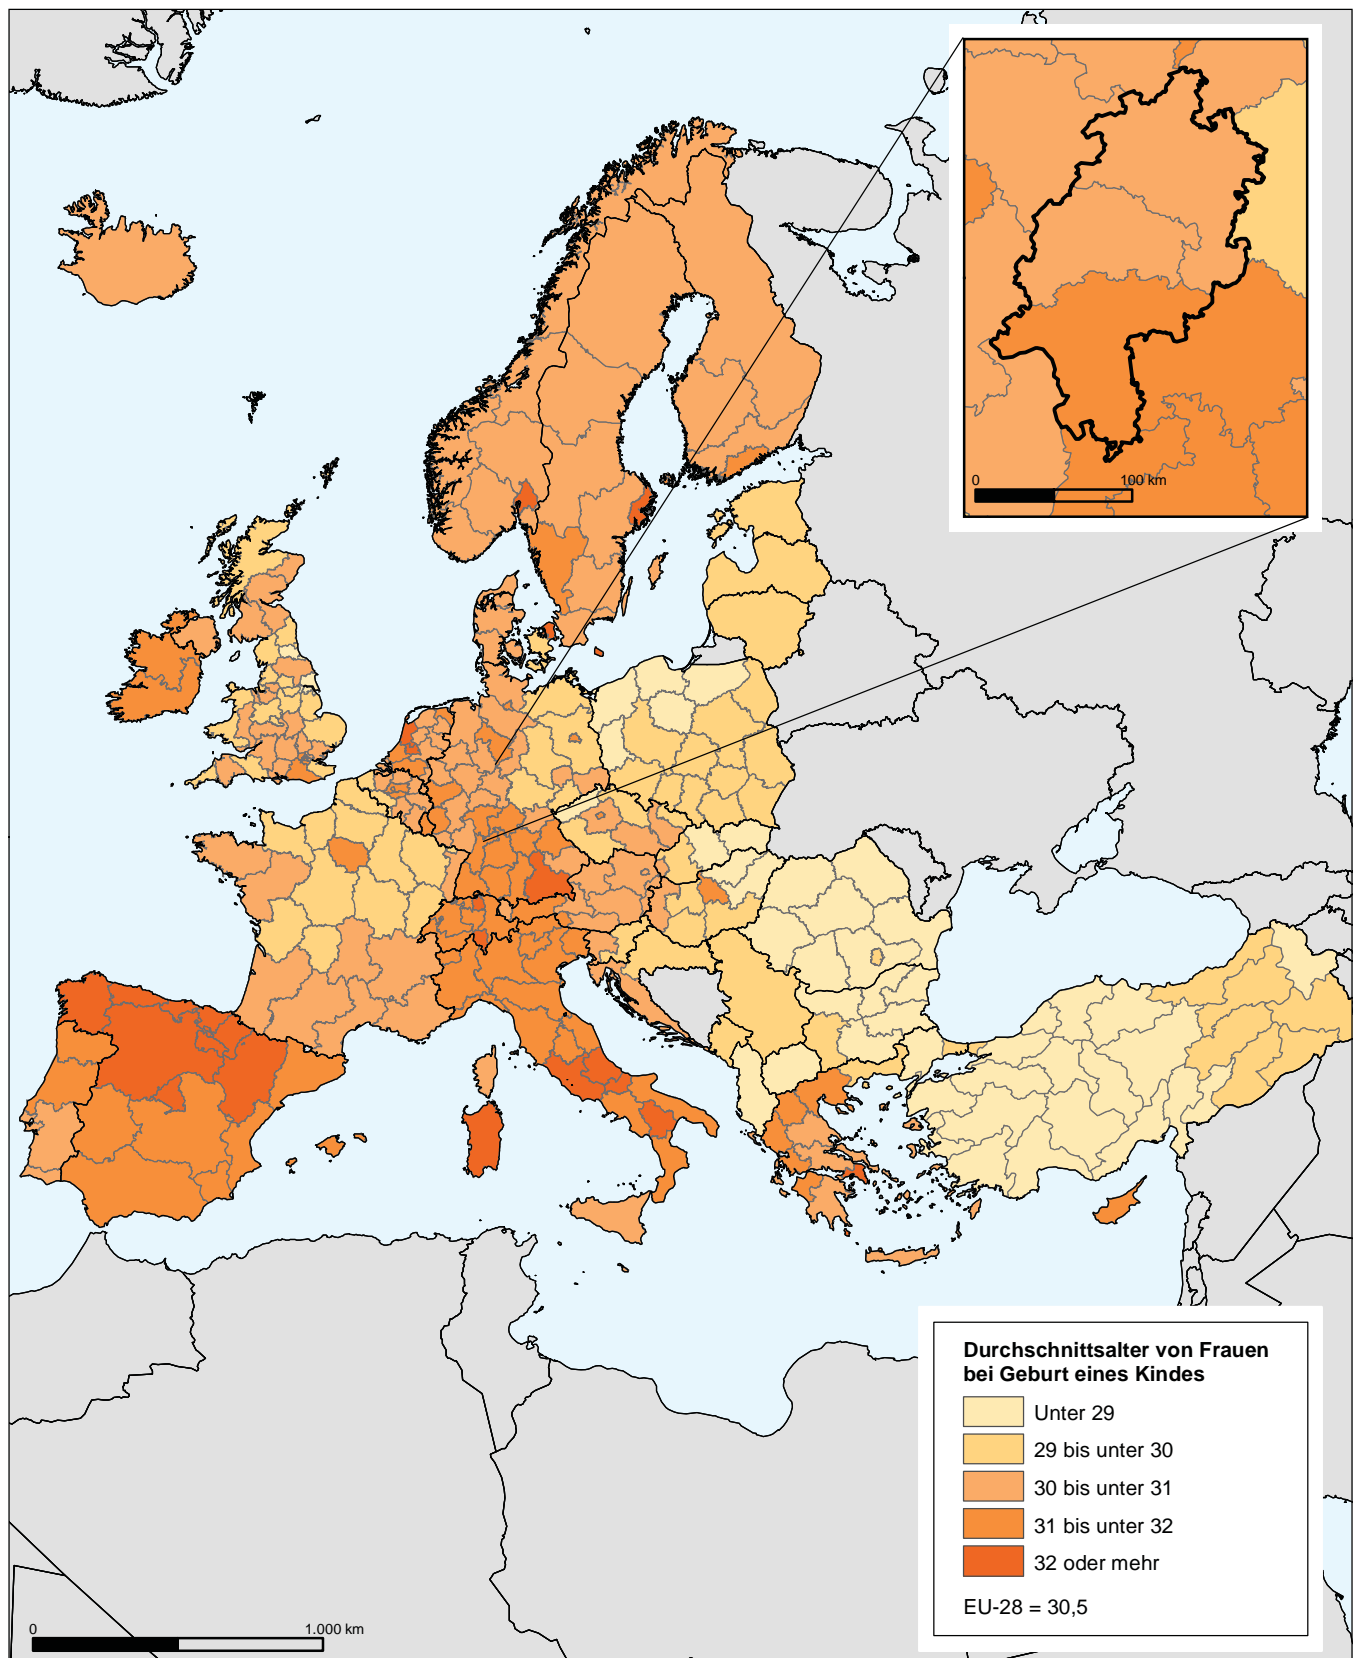 0 100 km
Durchschnittsalter von Frauen
bei Geburt eines Kindes
Unter 29
29 bis unter 30
30 bis unter 31
31 bis unter 32
32 oder mehr
EU-28 = 30,5
0 1.000 km